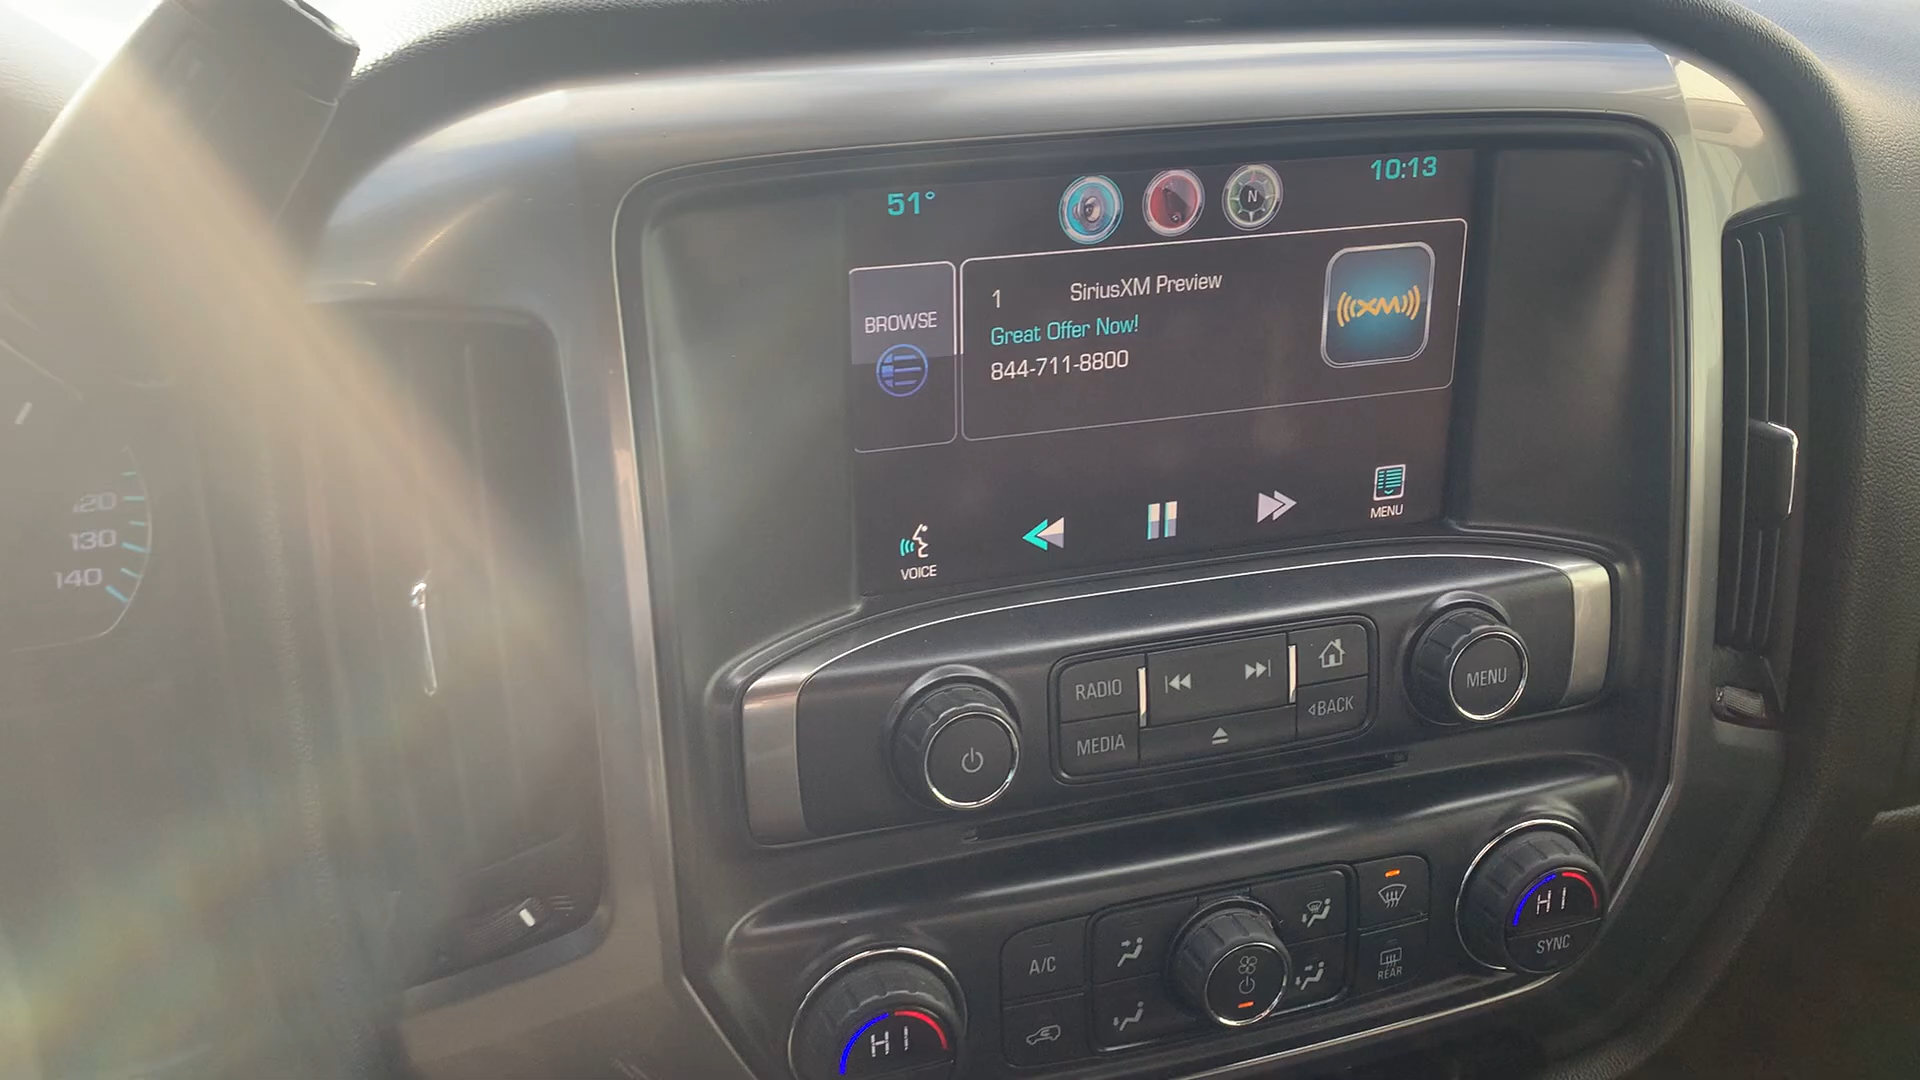 51°
10:13
N
BROWSE
1 SiriusXM Preview
Great Offer Now!
844-711-8800
XM
VOICE
MENU
120
130
140
RADIO
MEDIA
BACK
MENU
A/C
REAR
HI
SYNC
HI